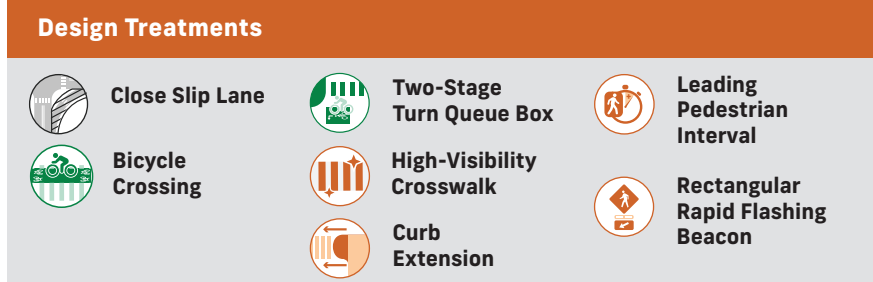 Design Treatments
Close Slip Lane
Bicycle
Crossing
Two-Stage
Turn Queue Box
High-Visibility
Crosswalk
Curb
Extension
Leading
Pedestrian
Interval
Rectangular
Rapid Flashing
Beacon